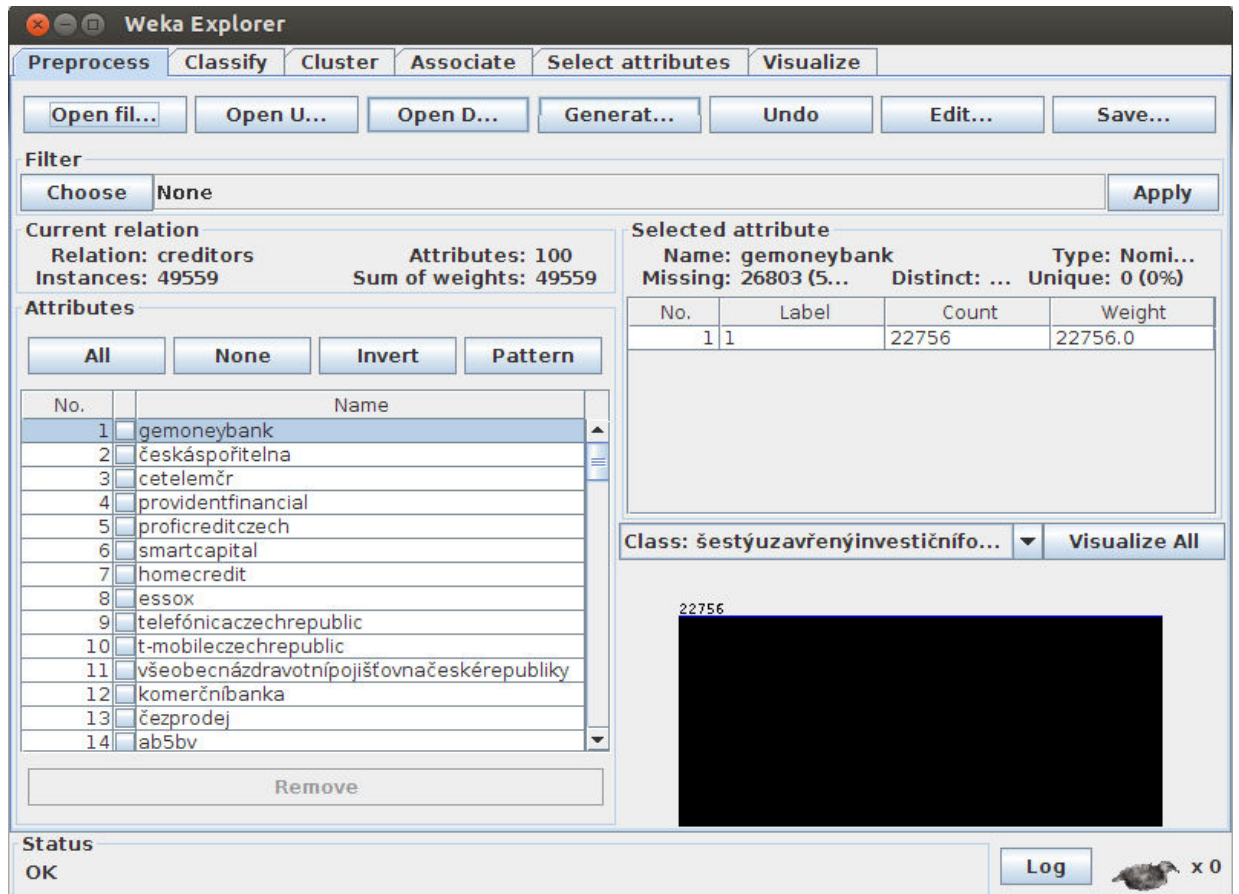 Weka Explorer
Preprocess Classify Cluster Associate Select attributes Visualize
Open fil... Open U... Open D... Generat... Undo Edit... Save...
Filter
Choose None Apply
Current relation
Relation: creditors Attributes: 100
Instances: 49559 Sum of weights: 49559
Selected attribute
Name: gemoneybank Type: Nomi...
Missing: 26803 (5... Distinct: ... Unique: 0 (0%)
No. Label Count Weight
1 1 22756 22756.0
Attributes
All None Invert Pattern
No. Name
1 gemoneybank
2 českáspořitelna
3 cetelemčr
4 providentfinancial
5 proficreditczech
6 smartcapital
7 homecredit
8 essox
9 telefónicaczechrepublic
10 t-mobileczechrepublic
11 všeobecnázdravotnípojišťovnačeskérepubliky
12 komerčníbanka
13 čezprodej
14 ab5bv
Remove
Class: šestýuzavřenýinvestičnífo... Visualize All
22756
Status
OK
Log x 0